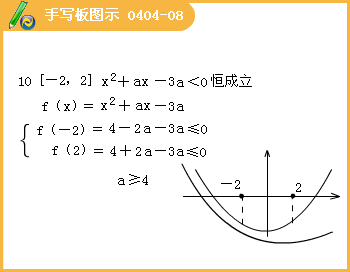 手写板图示 0404-08
10 [-2, 2] x²+ax-3a<0恒成立
f(x)=x²+ax-3a
f(-2)=4-2a-3a≤0
f(2)=4+2a-3a≤0
a≥4
-2 2